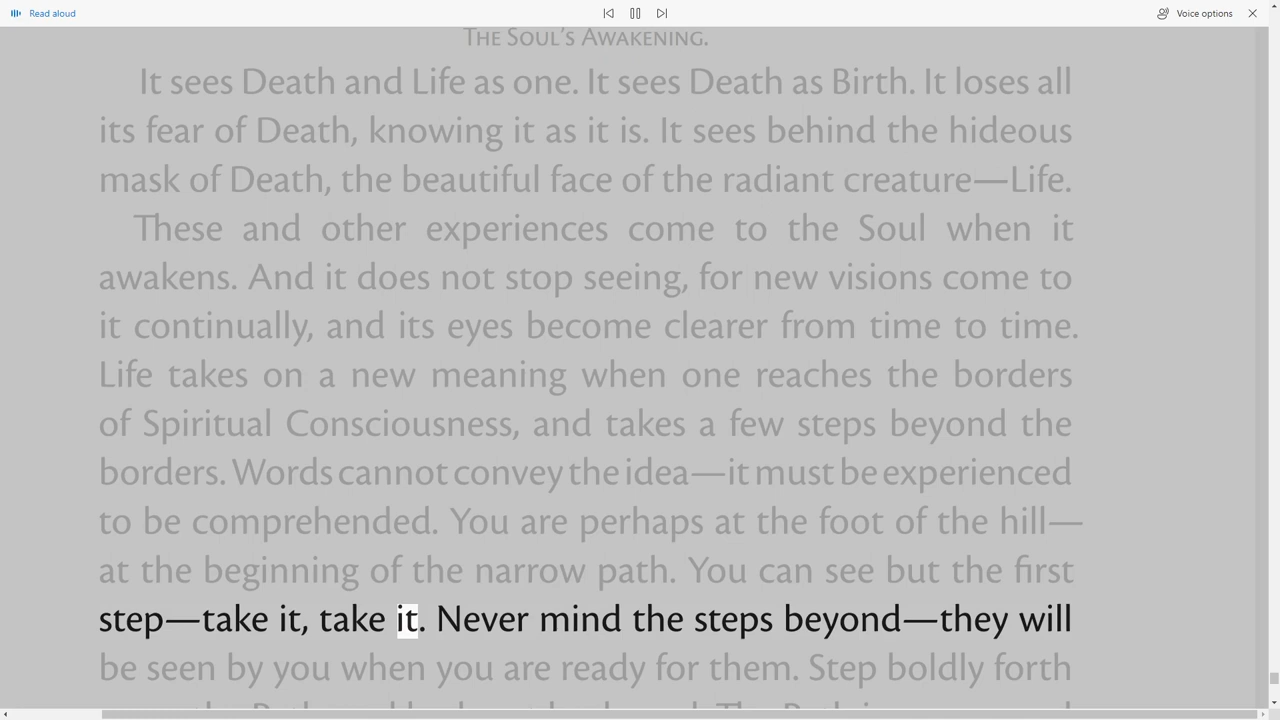 Read aloud
Voice options
The Soul's Awakening.
It sees Death and Life as one. It sees Death as Birth. It loses all
its fear of Death, knowing it as it is. It sees behind the hideous
mask of Death, the beautiful face of the radiant creature—Life.
These and other experiences come to the Soul when it
awakens. And it does not stop seeing, for new visions come to
it continually, and its eyes become clearer from time to time.
Life takes on a new meaning when one reaches the borders
of Spiritual Consciousness, and takes a few steps beyond the
borders. Words cannot convey the idea—it must be experienced
to be comprehended. You are perhaps at the foot of the hill—
at the beginning of the narrow path. You can see but the first
step—take it, take it. Never mind the steps beyond—they will
be seen by you when you are ready for them. Step boldly forth